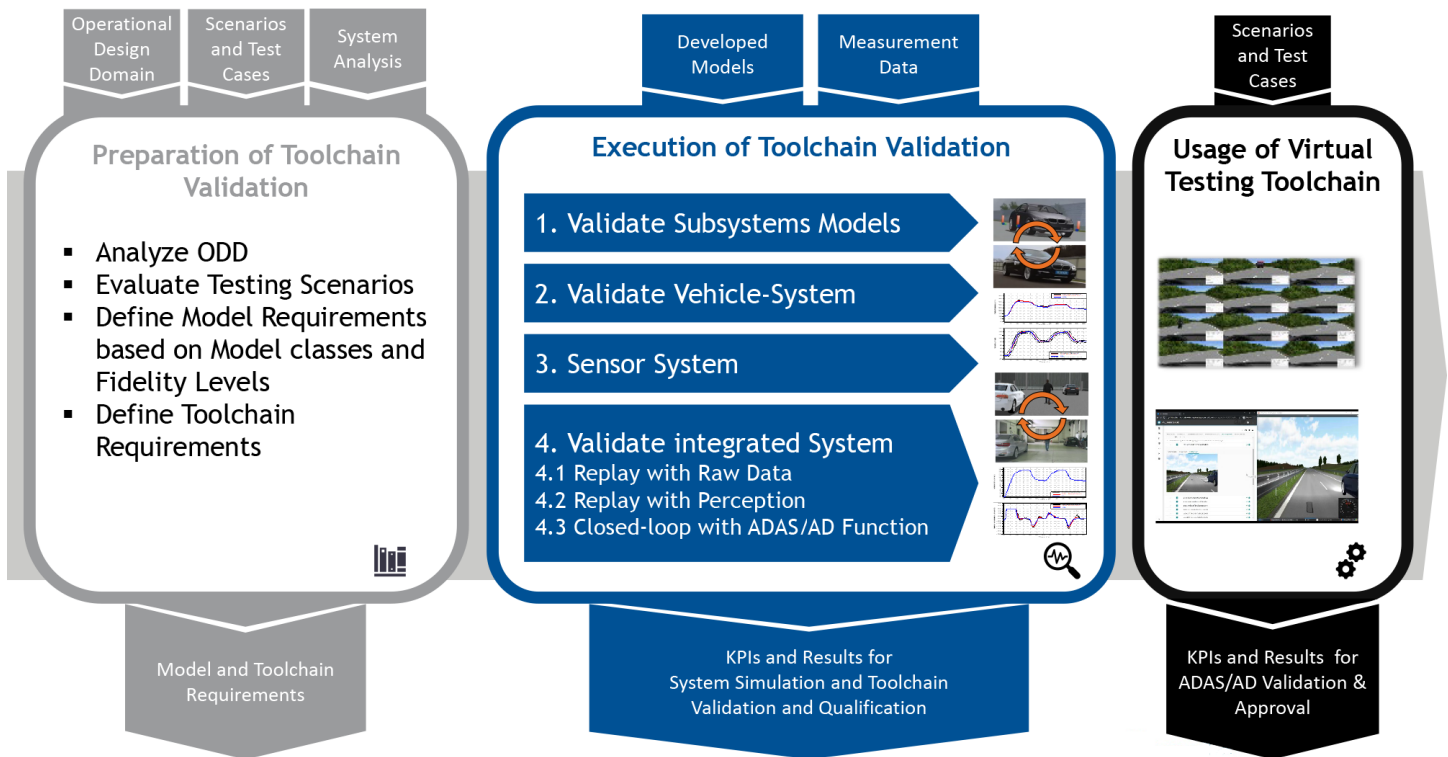 Operational
Design
Domain
Scenarios
and Test
Cases
System
Analysis
Preparation of Toolchain
Validation
▪ Analyze ODD
▪ Evaluate Testing Scenarios
▪ Define Model Requirements
based on Model classes and
Fidelity Levels
▪ Define Toolchain
Requirements
Model and Toolchain
Requirements
Developed
Models
Measurement
Data
Execution of Toolchain Validation
1. Validate Subsystems Models
2. Validate Vehicle-System
3. Sensor System
4. Validate integrated System
4.1 Replay with Raw Data
4.2 Replay with Perception
4.3 Closed-loop with ADAS/AD Function
KPIs and Results for
System Simulation and Toolchain
Validation and Qualification
Scenarios
and Test
Cases
Usage of Virtual
Testing Toolchain
KPIs and Results for
ADAS/AD Validation &
Approval